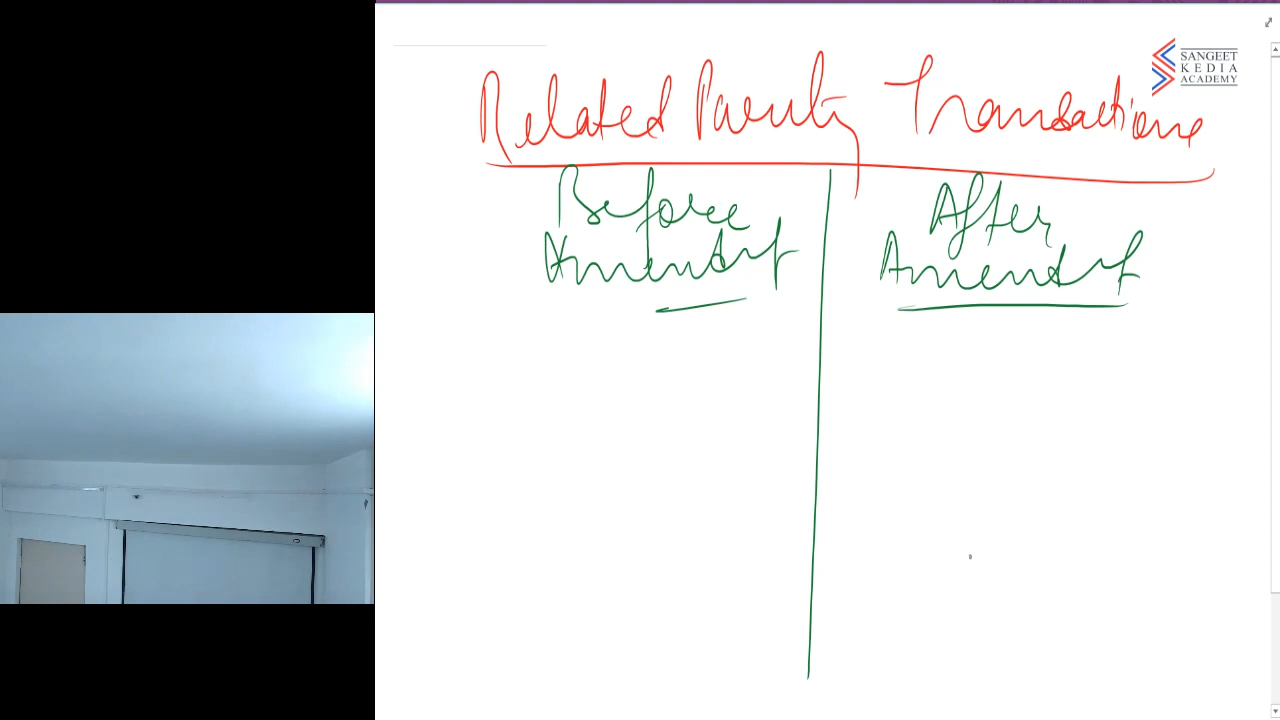 SANGEET
KEDIA
ACADEMY
Related Party Transactions
Before
Amendt
After
Amendt